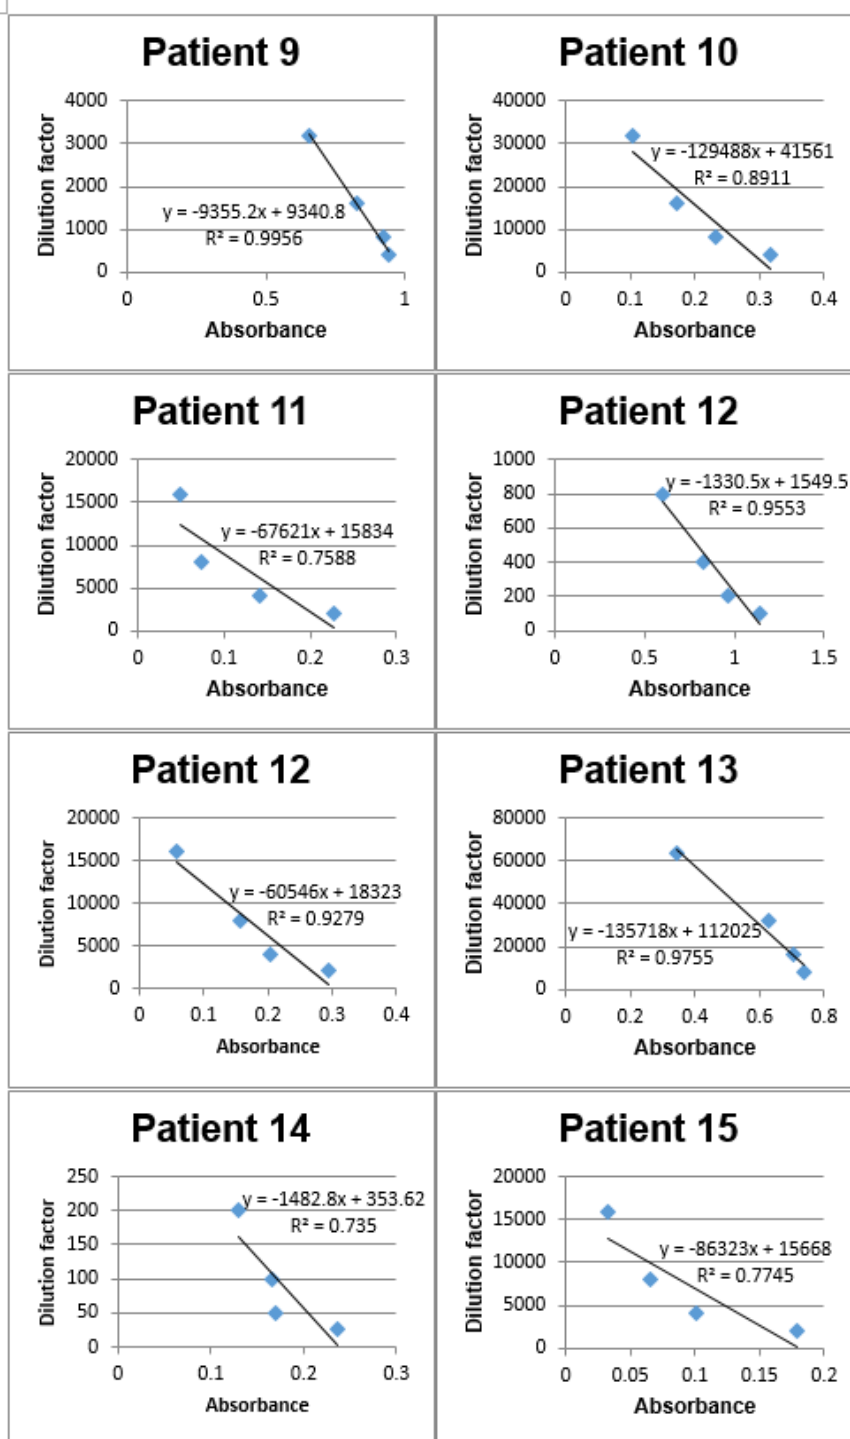 Patient 9
Dilution factor
4000
3000
2000
1000
0
y = -9355.2x + 9340.8
R² = 0.9956
0 0.5 1
Absorbance
Patient 10
Dilution factor
40000
30000
20000
10000
0
y = -129488x + 41561
R² = 0.8911
0 0.1 0.2 0.3 0.4
Absorbance
Patient 11
Dilution factor
20000
15000
10000
5000
0
y = -67621x + 15834
R² = 0.7588
0 0.1 0.2 0.3
Absorbance
Patient 12
Dilution factor
1000
800
600
400
200
0
y = -1330.5x + 1549.5
R² = 0.9553
0 0.5 1 1.5
Absorbance
Patient 12
Dilution factor
20000
15000
10000
5000
0
y = -60546x + 18323
R² = 0.9279
0 0.1 0.2 0.3 0.4
Absorbance
Patient 13
Dilution factor
80000
60000
40000
20000
0
y = -135718x + 112025
R² = 0.9755
0 0.2 0.4 0.6 0.8
Absorbance
Patient 14
Dilution factor
250
200
150
100
50
0
y = -1482.8x + 353.62
R² = 0.735
0 0.1 0.2 0.3
Absorbance
Patient 15
Dilution factor
20000
15000
10000
5000
0
y = -86323x + 15668
R² = 0.7745
0 0.05 0.1 0.15 0.2
Absorbance